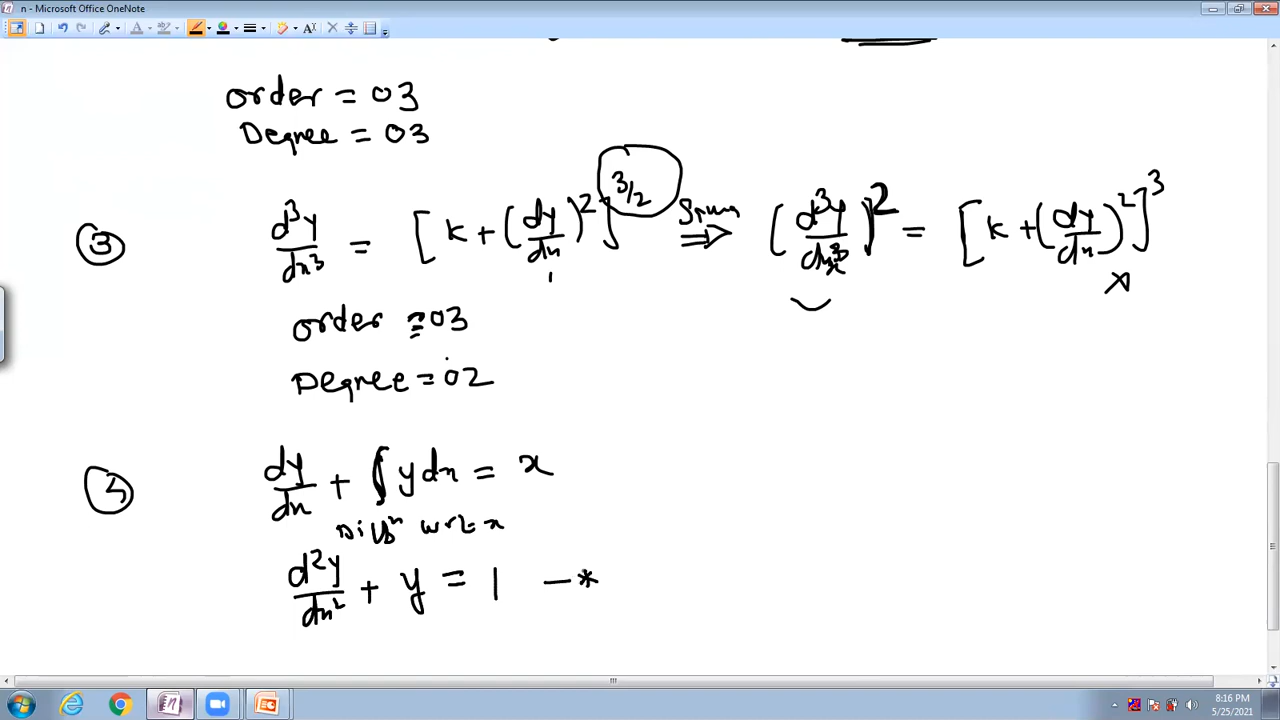 n - Microsoft Office OneNote
order = 03
Degree = 03
③ d³y/dx³ = [k + (dy/dx)²]^3/2 ⇒ (d³y/dx³)² = [k + (dy/dx)²]³
order = 03
Degree = 02
④ dy/dx + ∫ y dx = x
Diff^n w r t x
d²y/dx² + y = 1 —*
8:16 PM
5/25/2021